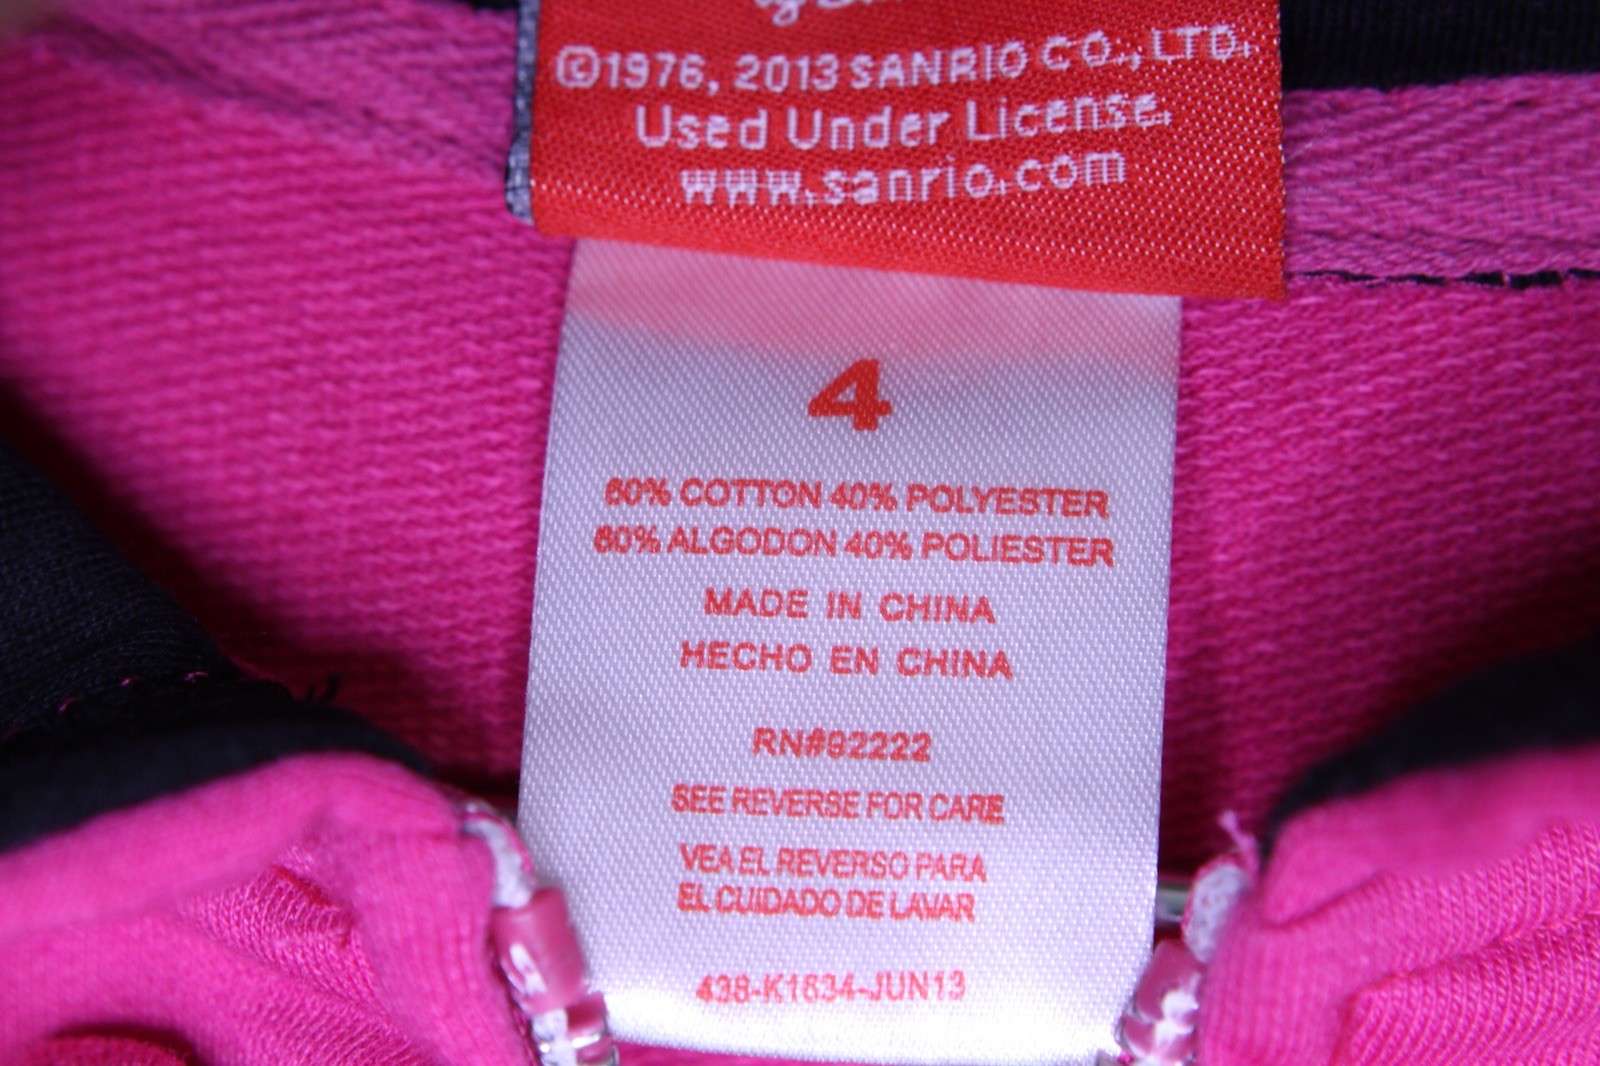 ©1976, 2013 SANRIO CO., LTD.
Used Under License.
www.sanrio.com
4
60% COTTON 40% POLYESTER
60% ALGODON 40% POLIESTER
MADE IN CHINA
HECHO EN CHINA
RN#92222
SEE REVERSE FOR CARE
VEA EL REVERSO PARA
EL CUIDADO DE LAVAR
438-K1634-JUN13